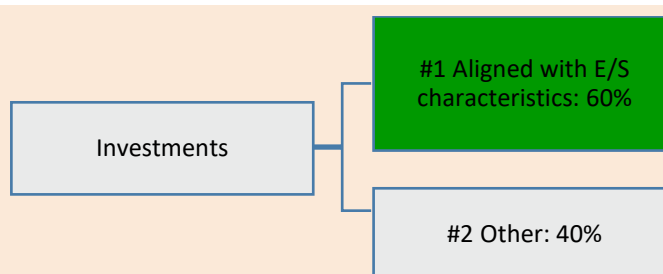 #1 Aligned with E/S
characteristics: 60%
Investments
#2 Other: 40%